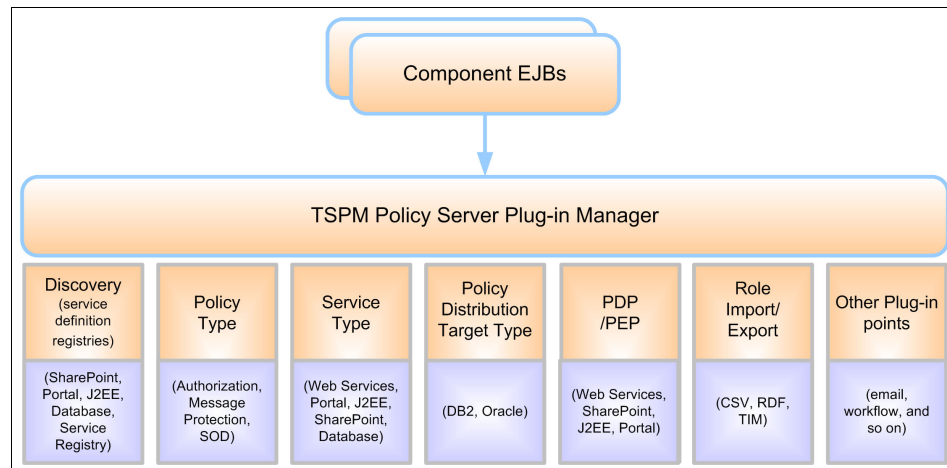 Component EJBs
TSPM Policy Server Plug-in Manager
Discovery
(service
definition
registries)
Policy
Type
Service
Type
Policy
Distribution
Target Type
PDP
/PEP
Role
Import/
Export
Other Plug-in
points
(SharePoint,
Portal, J2EE,
Database,
Service
Registry)
(Authorization,
Message
Protection,
SOD)
(Web Services,
Portal, J2EE,
SharePoint,
Database)
(DB2, Oracle)
(Web Services,
SharePoint,
J2EE, Portal)
(CSV, RDF,
TIM)
(email,
workflow, and
so on)